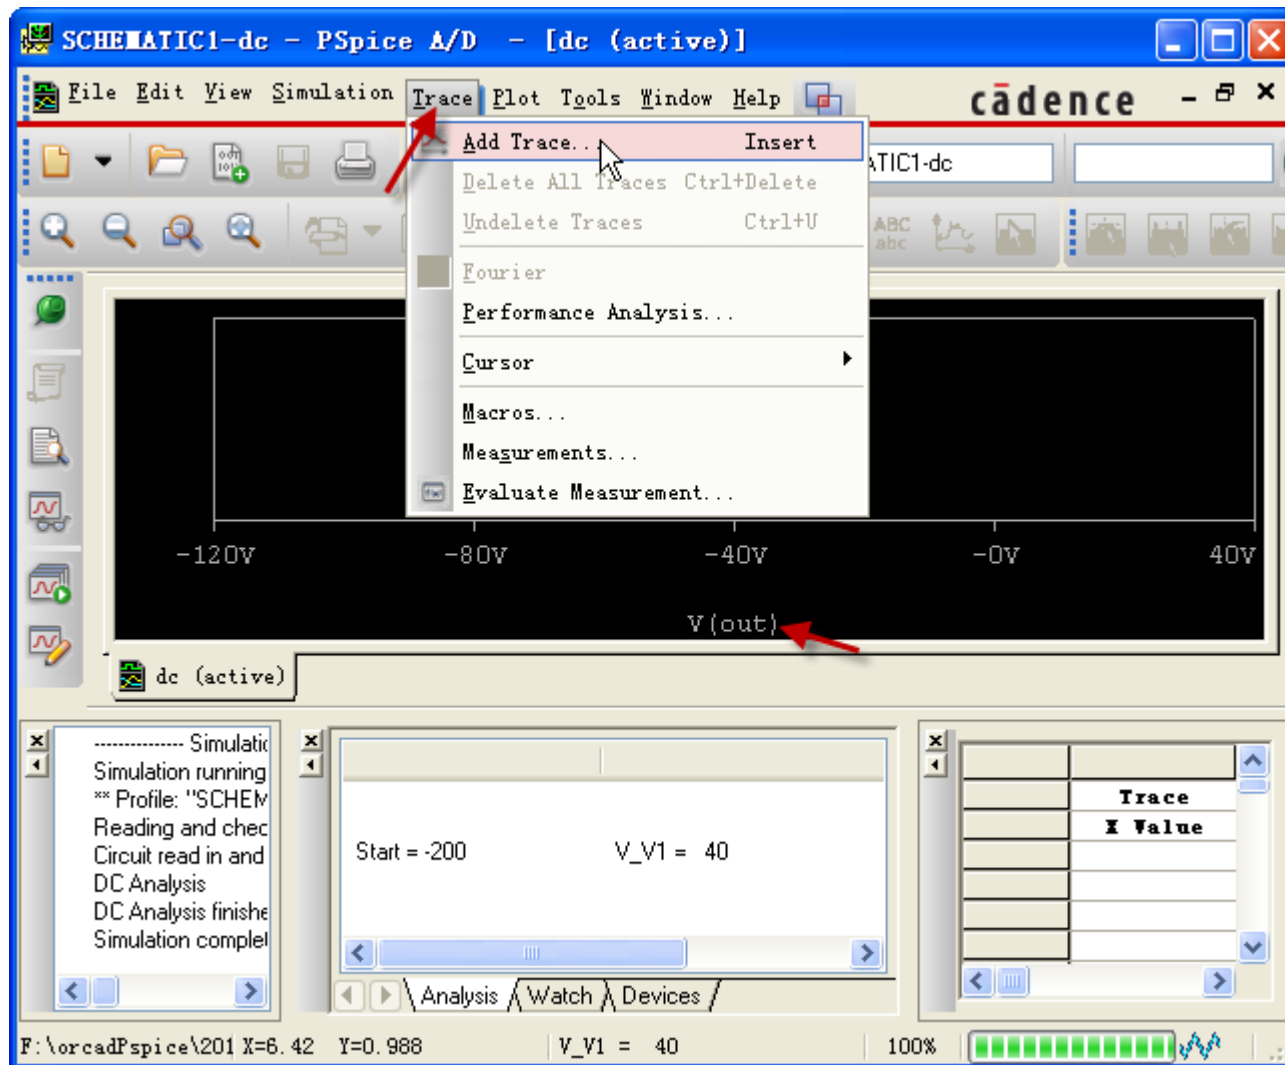 SCHEMATIC1-dc - PSpice A/D - [dc (active)]
File Edit View Simulation Trace Plot Tools Window Help cādence
Add Trace... Insert
Delete All Traces Ctrl+Delete
Undelete Traces Ctrl+U
Fourier
Performance Analysis...
Cursor
Macros...
Measurements...
Evaluate Measurement...
ATIC1-dc
ABC
abc
-120V -80V -40V -0V 40V
V(out)
dc (active)
-------------- Simulatio
Simulation running
** Profile: "SCHEM
Reading and chec
Circuit read in and
DC Analysis
DC Analysis finishe
Simulation complet
Start = -200 V_V1 = 40
Analysis Watch Devices
Trace
X Value
F:\orcadPspice\201 X=6.42 Y=0.988 V_V1 = 40 100%